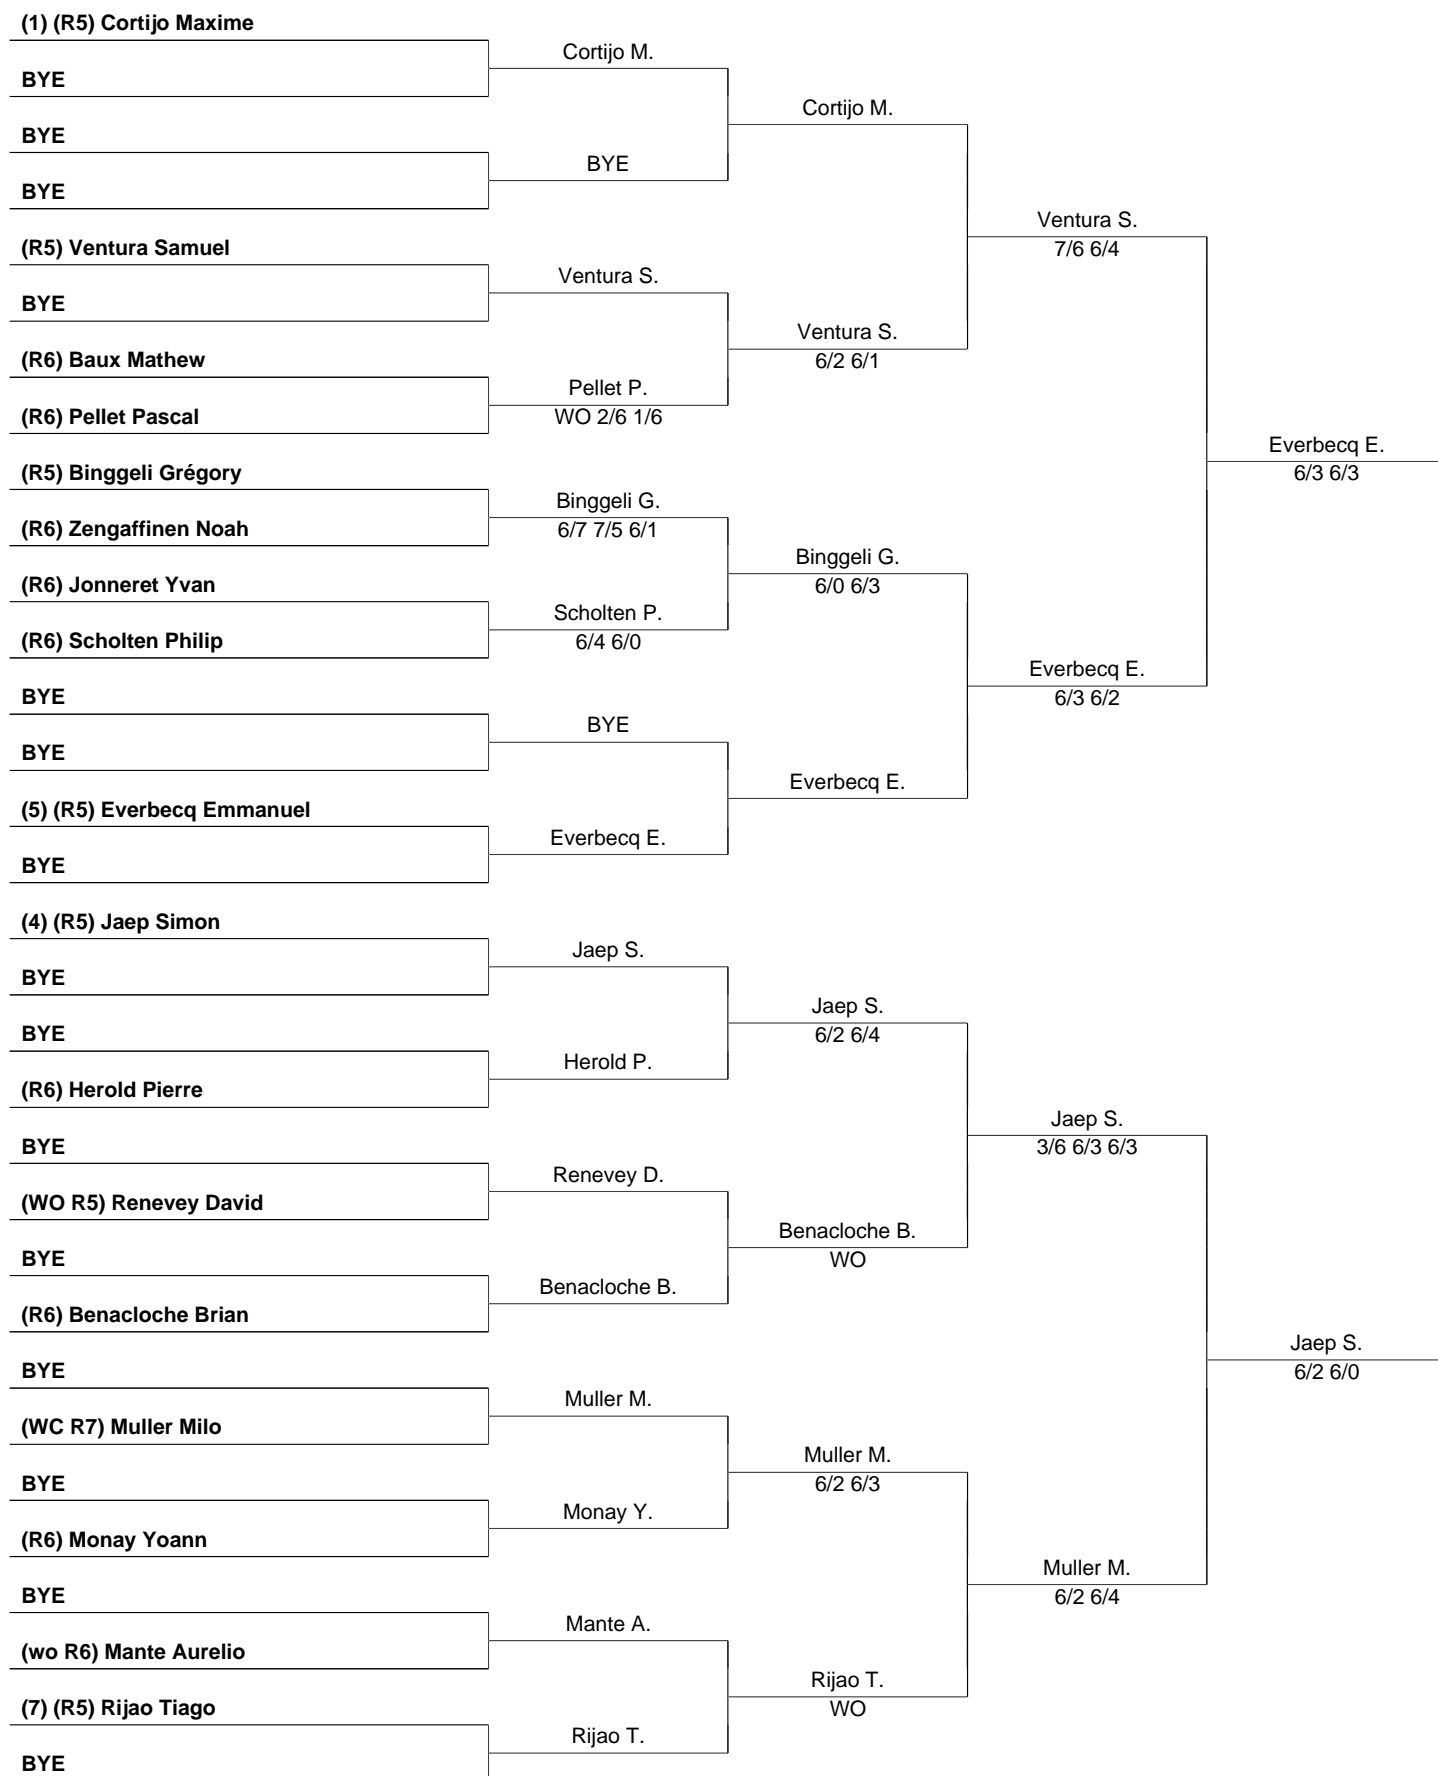 (1) (R5) Cortijo Maxime
Cortijo M.
BYE
Cortijo M.
BYE
BYE
BYE
Ventura S.
7/6 6/4
(R5) Ventura Samuel
Ventura S.
BYE
Ventura S.
6/2 6/1
(R6) Baux Mathew
Pellet P.
WO 2/6 1/6
(R6) Pellet Pascal
Everbecq E.
6/3 6/3
(R5) Binggeli Grégory
Binggeli G.
6/7 7/5 6/1
(R6) Zengaffinen Noah
Binggeli G.
6/0 6/3
(R6) Jonneret Yvan
Scholten P.
6/4 6/0
(R6) Scholten Philip
Everbecq E.
6/3 6/2
BYE
BYE
BYE
Everbecq E.
(5) (R5) Everbecq Emmanuel
Everbecq E.
BYE
(4) (R5) Jaep Simon
Jaep S.
BYE
Jaep S.
6/2 6/4
BYE
Herold P.
(R6) Herold Pierre
Jaep S.
3/6 6/3 6/3
BYE
Renevey D.
(WO R5) Renevey David
Benacloche B.
WO
BYE
Benacloche B.
(R6) Benacloche Brian
Jaep S.
6/2 6/0
BYE
Muller M.
(WC R7) Muller Milo
Muller M.
6/2 6/3
BYE
Monay Y.
(R6) Monay Yoann
Muller M.
6/2 6/4
BYE
Mante A.
(wo R6) Mante Aurelio
Rijao T.
WO
(7) (R5) Rijao Tiago
Rijao T.
BYE